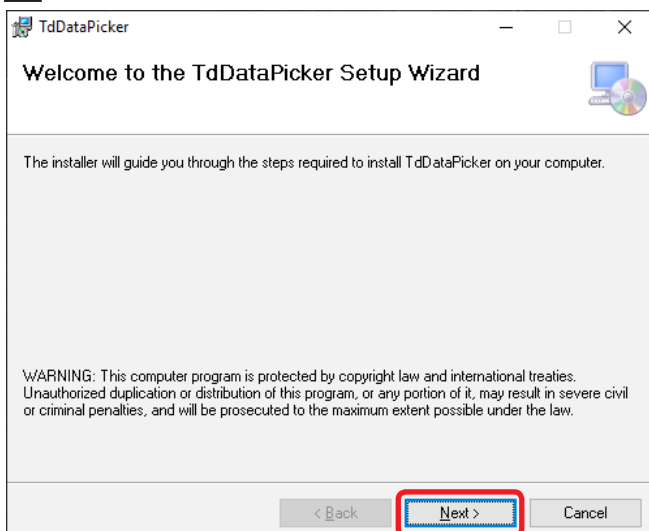 TdDataPicker
Welcome to the TdDataPicker Setup Wizard
The installer will guide you through the steps required to install TdDataPicker on your computer.
WARNING: This computer program is protected by copyright law and international treaties.
Unauthorized duplication or distribution of this program, or any portion of it, may result in severe civil
or criminal penalties, and will be prosecuted to the maximum extent possible under the law.
< Back Next > Cancel